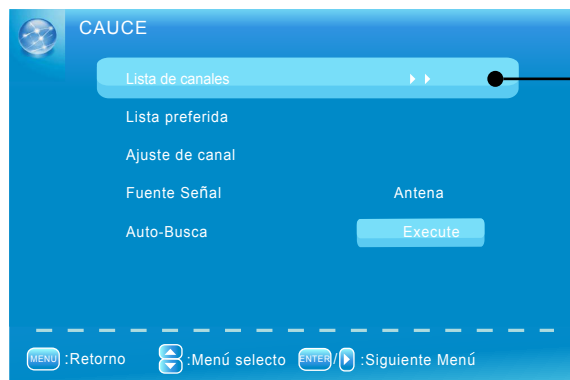 CAUCE
Lista de canales
Lista preferida
Ajuste de canal
Fuente Señal Antena
Auto-Busca Execute
MENU :Retorno :Menú selecto ENTER / :Siguiente Menú